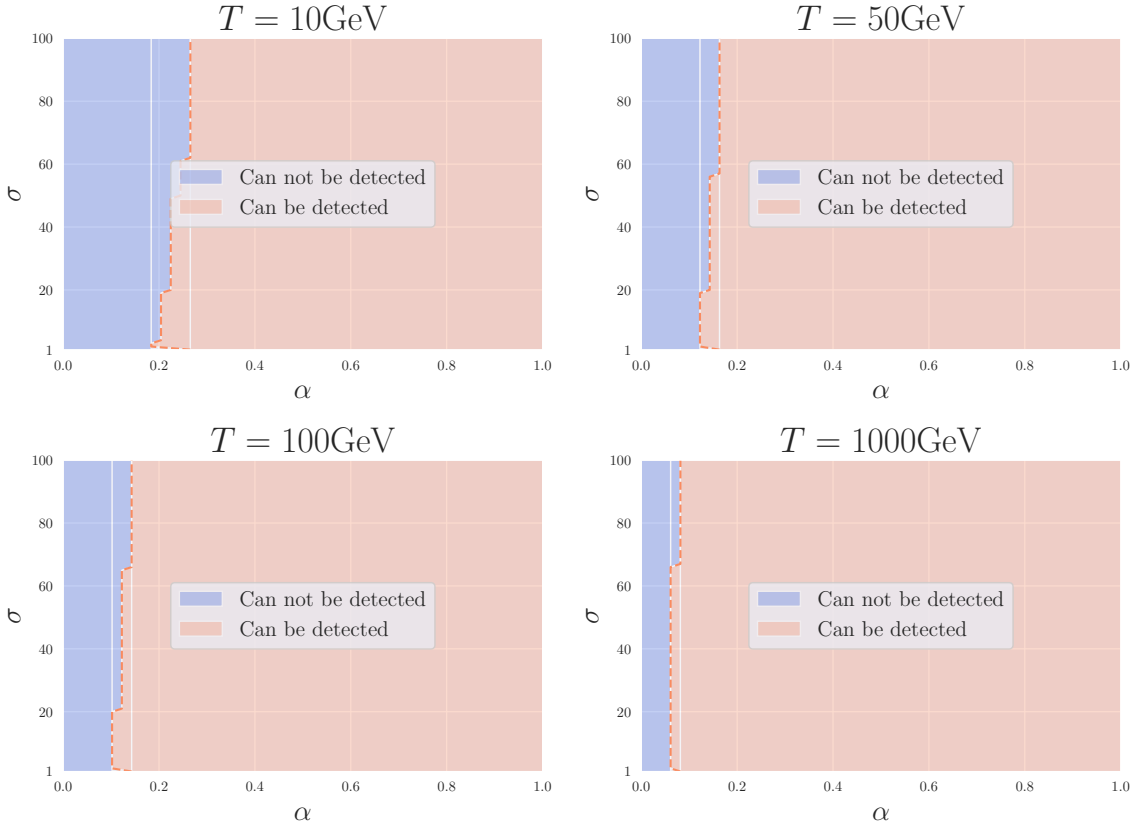 T = 10GeV
100
80
60
40
20
1
σ
Can not be detected
Can be detected
0.0 0.2 0.4 0.6 0.8 1.0
α
T = 50GeV
100
80
60
40
20
1
σ
Can not be detected
Can be detected
0.0 0.2 0.4 0.6 0.8 1.0
α
T = 100GeV
100
80
60
40
20
1
σ
Can not be detected
Can be detected
0.0 0.2 0.4 0.6 0.8 1.0
α
T = 1000GeV
100
80
60
40
20
1
σ
Can not be detected
Can be detected
0.0 0.2 0.4 0.6 0.8 1.0
α